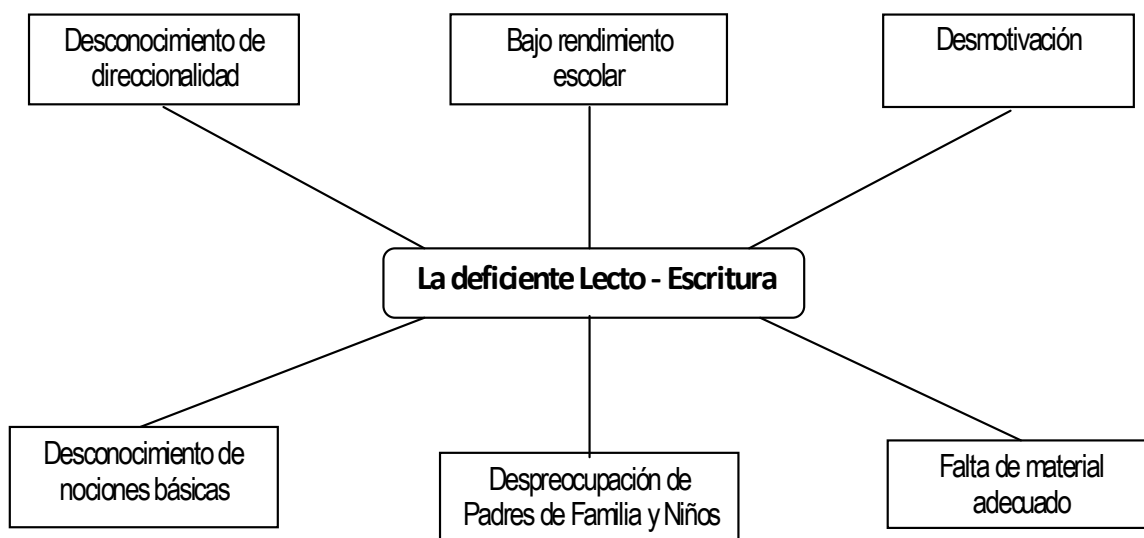 Desconocimiento de
direccionalidad
Bajo rendimiento
escolar
Desmotivación
La deficiente Lecto - Escritura
Desconocimiento de
nociones básicas
Despreocupación de
Padres de Familia y Niños
Falta de material
adecuado